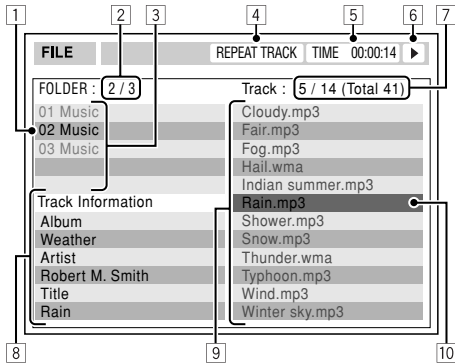 1 2 3 4 5 6 7
FILE REPEAT TRACK TIME 00:00:14
FOLDER : 2 / 3 Track : 5 / 14 (Total 41)
01 Music
02 Music
03 Music
Track Information
Album
Weather
Artist
Robert M. Smith
Title
Rain
Cloudy.mp3
Fair.mp3
Fog.mp3
Hail.wma
Indian summer.mp3
Rain.mp3
Shower.mp3
Snow.mp3
Thunder.wma
Typhoon.mp3
Wind.mp3
Winter sky.mp3
8 9 10